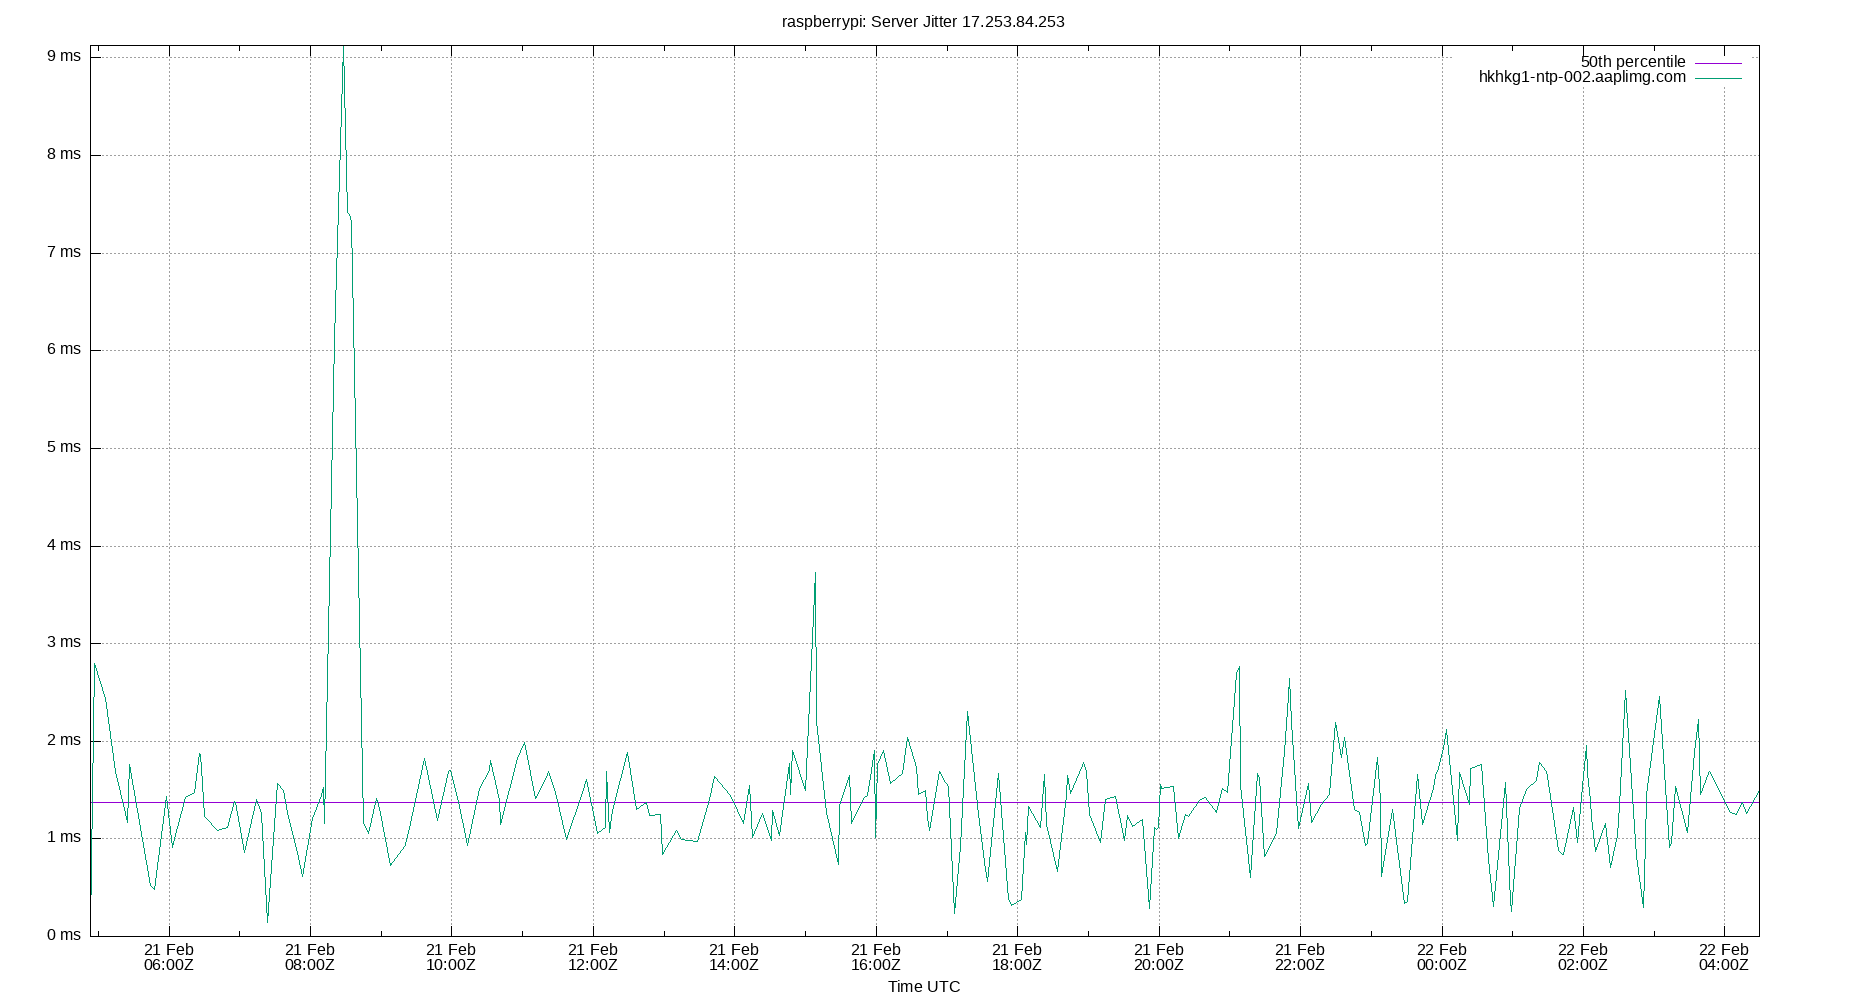 raspberrypi: Server Jitter 17.253.84.253
50th percentile
hkhkg1-ntp-002.aaplimg.com
9 ms
8 ms
7 ms
6 ms
5 ms
4 ms
3 ms
2 ms
1 ms
0 ms
21 Feb 21 Feb 21 Feb 21 Feb 21 Feb 21 Feb 21 Feb 21 Feb 21 Feb 22 Feb 22 Feb 22 Feb
06:00Z 08:00Z 10:00Z 12:00Z 14:00Z 16:00Z 18:00Z 20:00Z 22:00Z 00:00Z 02:00Z 04:00Z
Time UTC